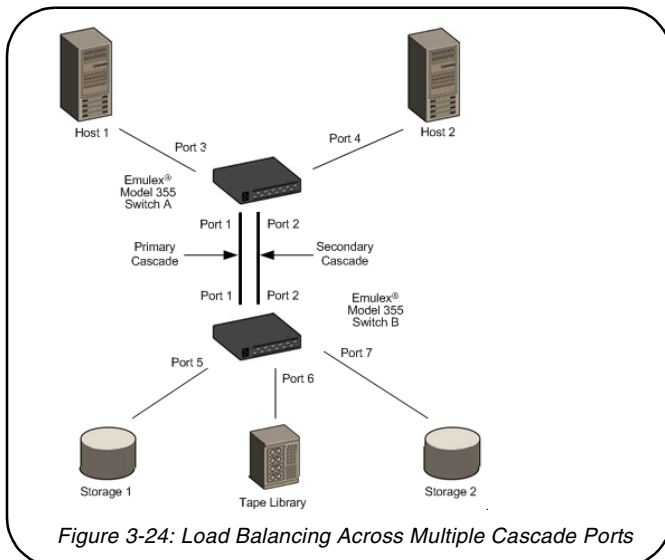 Host 1
Host 2
Port 3
Port 4
Emulex®
Model 355
Switch A
Port 1
Port 2
Primary
Cascade
Secondary
Cascade
Port 1
Port 2
Emulex®
Model 355
Switch B
Port 5
Port 6
Port 7
Storage 1
Tape Library
Storage 2
Figure 3-24: Load Balancing Across Multiple Cascade Ports